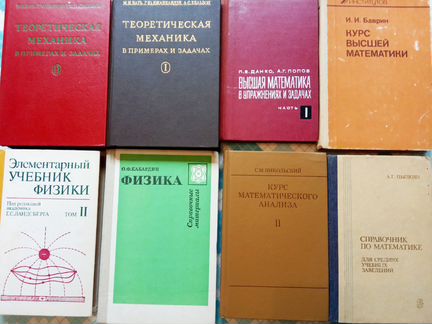 ТЕОРЕТИЧЕСКАЯ
МЕХАНИКА
В ПРИМЕРАХ И ЗАДАЧАХ
ТЕОРЕТИЧЕСКАЯ
МЕХАНИКА
В ПРИМЕРАХ И ЗАДАЧАХ
I
П.Е.ДАНКО, А.Г.ПОПОВ
ВЫСШАЯ МАТЕМАТИКА
В УПРАЖНЕНИЯХ И ЗАДАЧАХ
ЧАСТЬ I
И. И. Баврин
КУРС
ВЫСШЕЙ
МАТЕМАТИКИ
Элементарный
УЧЕБНИК
ФИЗИКИ
Под редакцией
академика
Г.С.ЛАНДСБЕРГА
ТОМ II
О.Ф.КАБАРДИН
ФИЗИКА
Справочные
материалы
С.М.НИКОЛЬСКИЙ
КУРС
МАТЕМАТИЧЕСКОГО
АНАЛИЗА
II
А.Г. ЦЫПКИН
СПРАВОЧНИК
ПО МАТЕМАТИКЕ
ДЛЯ СРЕДНИХ
УЧЕБНЫХ
ЗАВЕДЕНИЙ